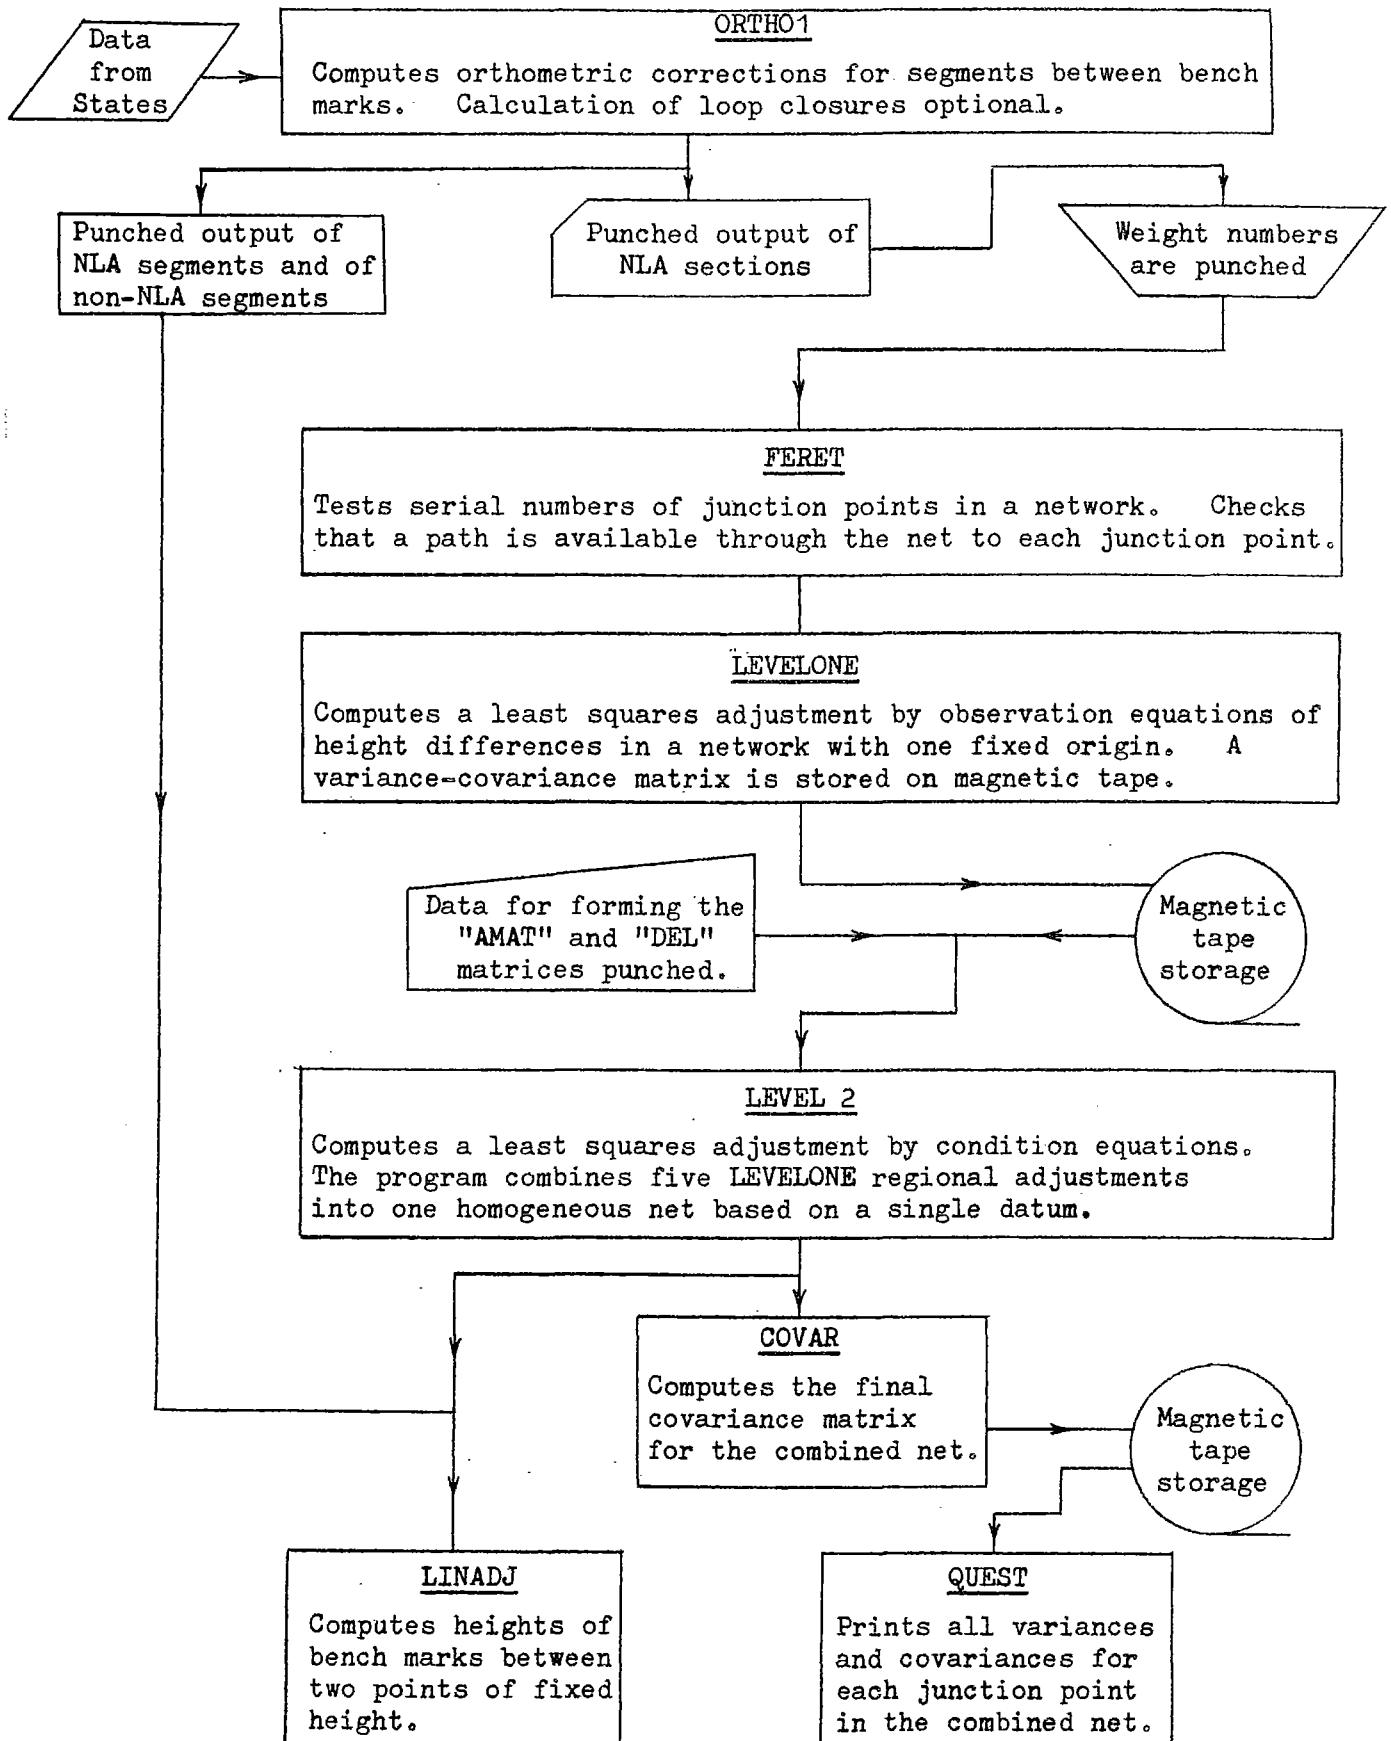 Data
from
States
ORTHO1
Computes orthometric corrections for segments between bench
marks. Calculation of loop closures optional.
Punched output of
NLA segments and of
non-NLA segments
Punched output of
NLA sections
Weight numbers
are punched
FERET
Tests serial numbers of junction points in a network. Checks
that a path is available through the net to each junction point.
LEVELONE
Computes a least squares adjustment by observation equations of
height differences in a network with one fixed origin. A
variance-covariance matrix is stored on magnetic tape.
Data for forming the
"AMAT" and "DEL"
matrices punched.
Magnetic
tape
storage
LEVEL 2
Computes a least squares adjustment by condition equations.
The program combines five LEVELONE regional adjustments
into one homogeneous net based on a single datum.
COVAR
Computes the final
covariance matrix
for the combined net.
Magnetic
tape
storage
LINADJ
Computes heights of
bench marks between
two points of fixed
height.
QUEST
Prints all variances
and covariances for
each junction point
in the combined net.